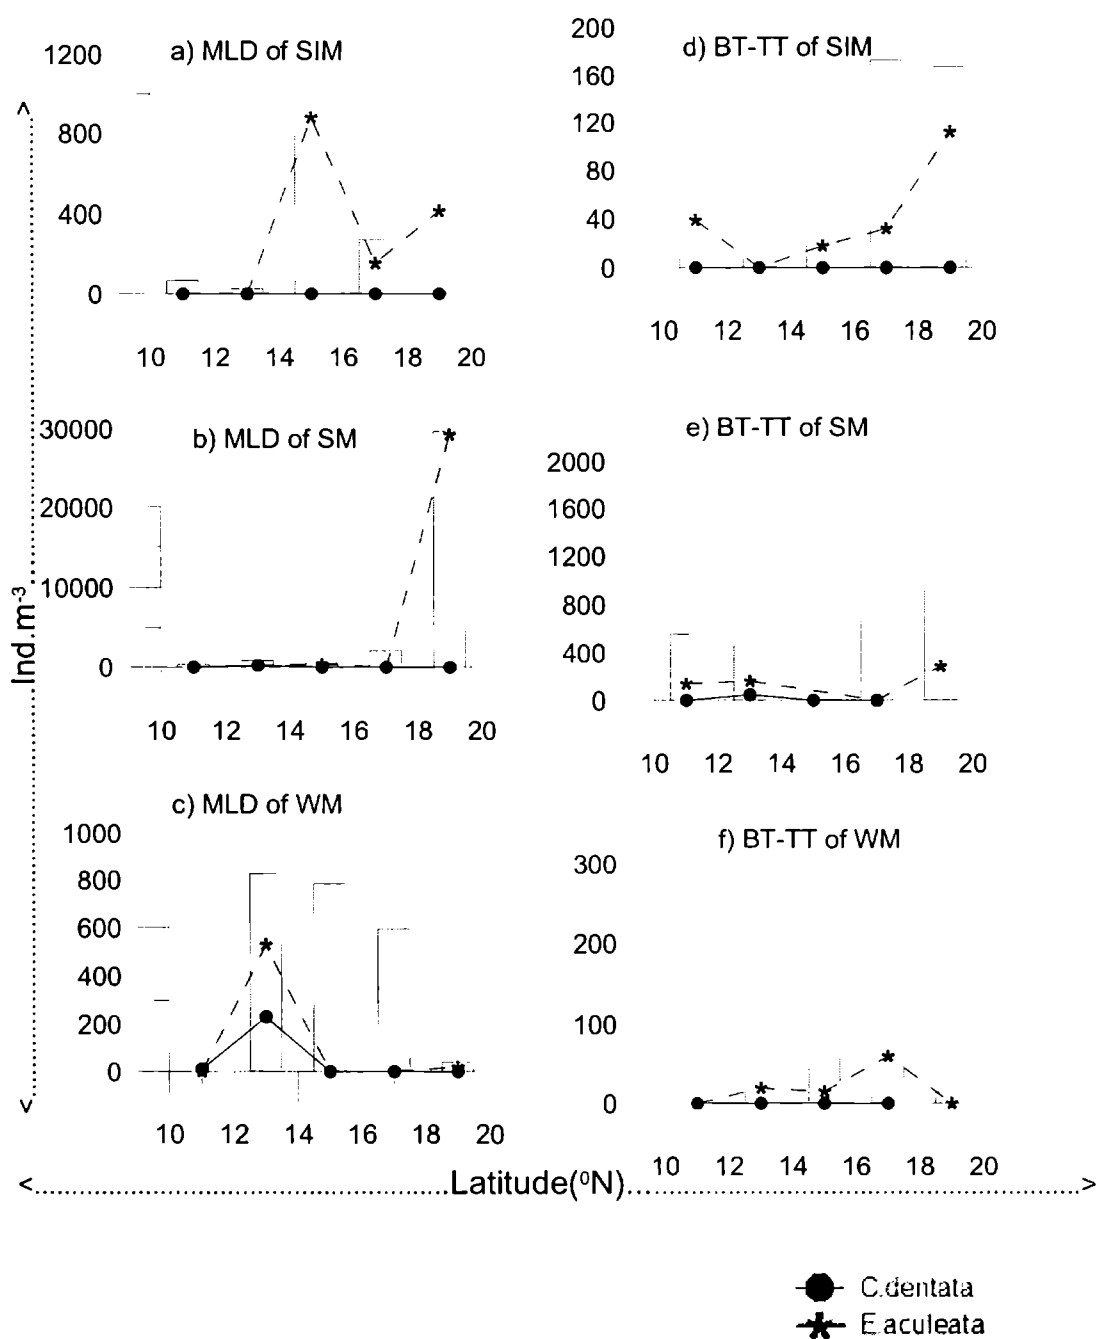 a) MLD of SIM
1200
800
400
0
10 12 14 16 18 20
d) BT-TT of SIM
200
160
120
80
40
0
10 12 14 16 18 20
b) MLD of SM
30000
20000
10000
0
10 12 14 16 18 20
e) BT-TT of SM
2000
1600
1200
800
400
0
10 12 14 16 18 20
c) MLD of WM
1000
800
600
400
200
0
10 12 14 16 18 20
f) BT-TT of WM
300
200
100
0
10 12 14 16 18 20
Ind.m⁻³
Latitude(⁰N)
C.dentata
E.aculeata